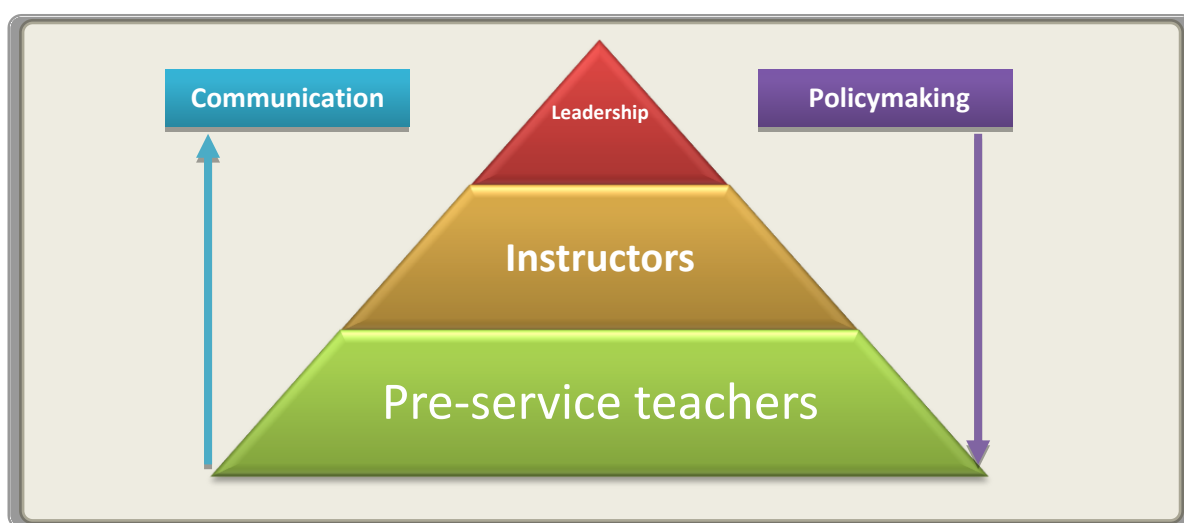 Communication
Policymaking
Leadership
Instructors
Pre-service teachers